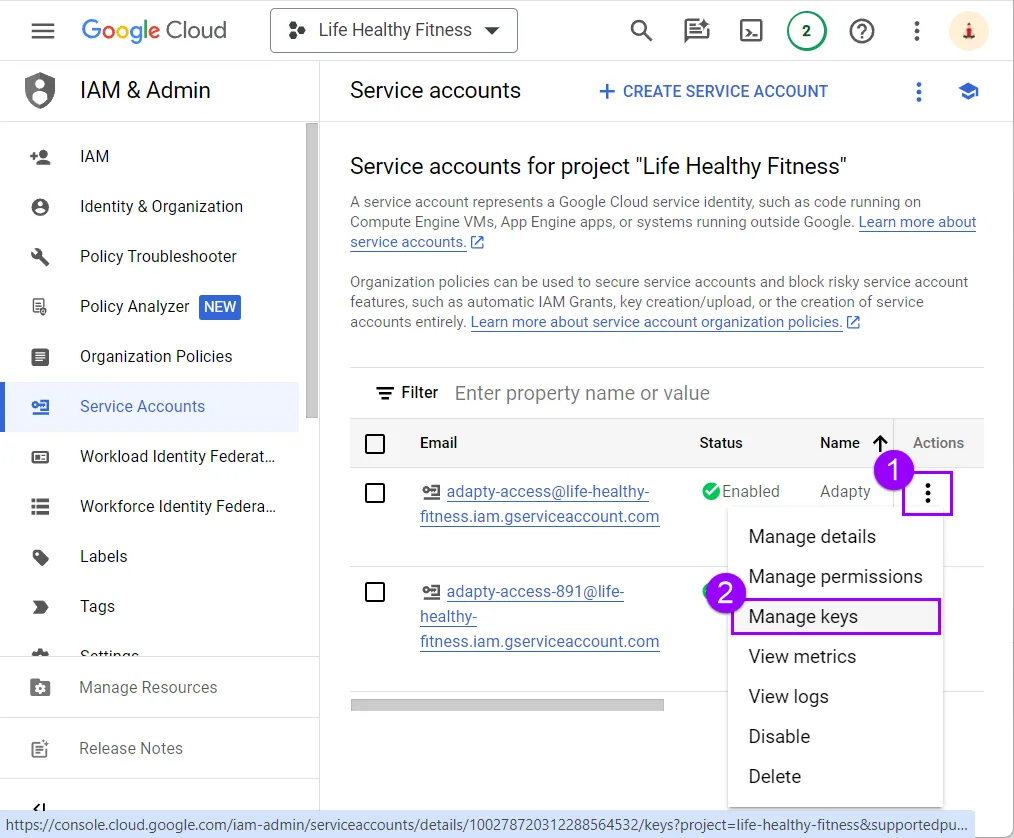 Google Cloud
Life Healthy Fitness
2
IAM & Admin
Service accounts
CREATE SERVICE ACCOUNT
IAM
Identity & Organization
Policy Troubleshooter
Policy Analyzer NEW
Organization Policies
Service Accounts
Workload Identity Federat...
Workforce Identity Federa...
Labels
Tags
Settings
Manage Resources
Release Notes
Service accounts for project "Life Healthy Fitness"
A service account represents a Google Cloud service identity, such as code running on
Compute Engine VMs, App Engine apps, or systems running outside Google. Learn more about
service accounts.
Organization policies can be used to secure service accounts and block risky service account
features, such as automatic IAM Grants, key creation/upload, or the creation of service
accounts entirely. Learn more about service account organization policies.
Filter Enter property name or value
Email Status Name Actions
adapty-access@life-healthy-
fitness.iam.gserviceaccount.com
Enabled
Adapty
1
adapty-access-891@life-
healthy-
fitness.iam.gserviceaccount.com
Manage details
Manage permissions
2
Manage keys
View metrics
View logs
Disable
Delete
https://console.cloud.google.com/iam-admin/serviceaccounts/details/100278720312288564532/keys?project=life-healthy-fitness&supportedpu...